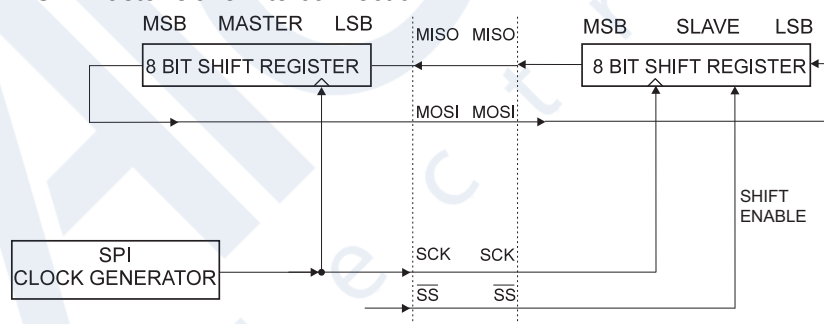 MSB MASTER LSB
MISO MISO
MSB SLAVE LSB
8 BIT SHIFT REGISTER
8 BIT SHIFT REGISTER
MOSI MOSI
SHIFT
ENABLE
SPI
CLOCK GENERATOR
SCK SCK
SS SS